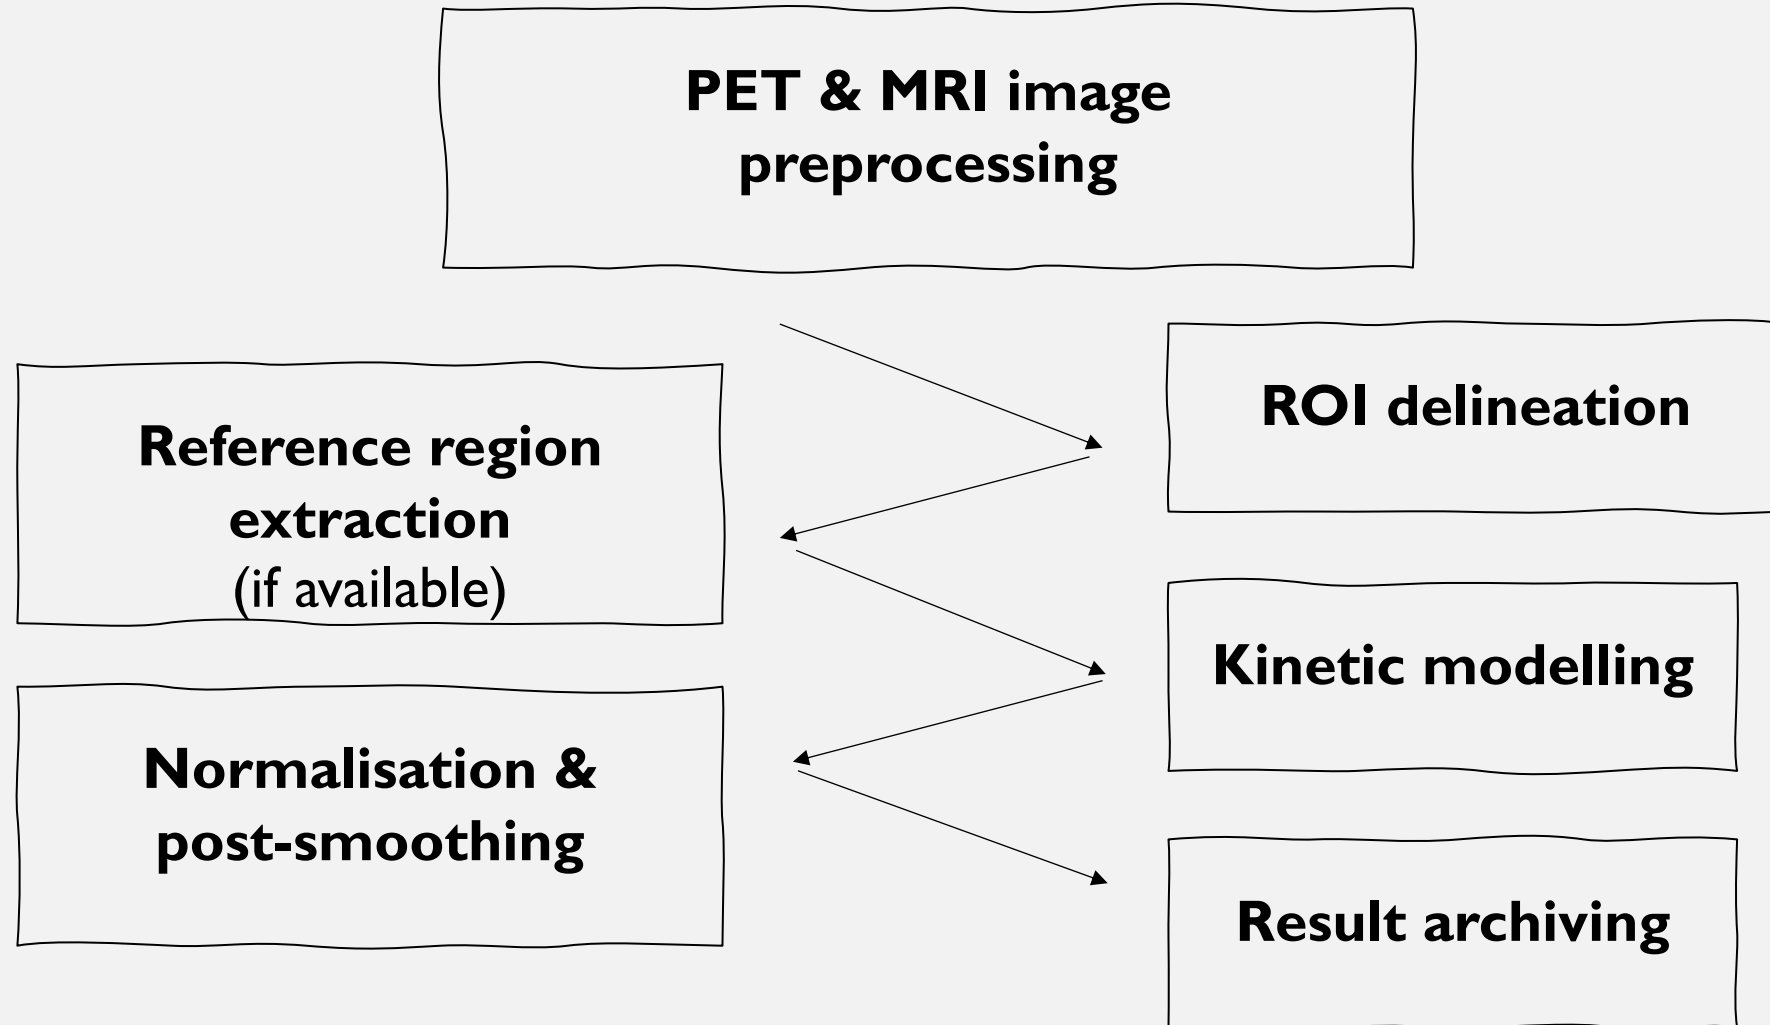 PET & MRI image
preprocessing
ROI delineation
Reference region
extraction
(if available)
Kinetic modelling
Normalisation &
post-smoothing
Result archiving